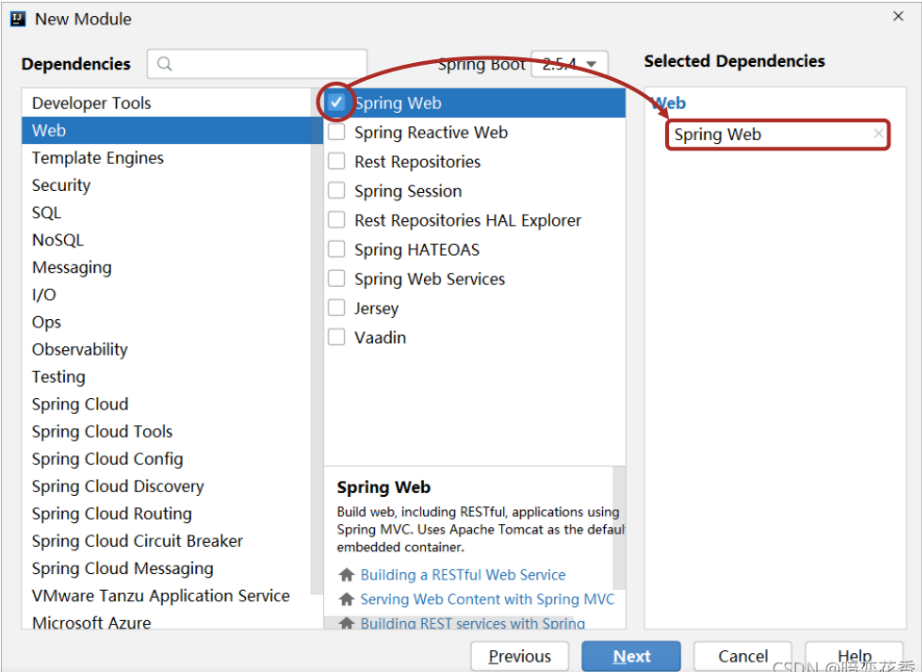 New Module
Dependencies
Spring Boot 2.5.4
Selected Dependencies
Developer Tools
Web
Template Engines
Security
SQL
NoSQL
Messaging
I/O
Ops
Observability
Testing
Spring Cloud
Spring Cloud Tools
Spring Cloud Config
Spring Cloud Discovery
Spring Cloud Routing
Spring Cloud Circuit Breaker
Spring Cloud Messaging
VMware Tanzu Application Service
Microsoft Azure
Spring Web
Spring Reactive Web
Rest Repositories
Spring Session
Rest Repositories HAL Explorer
Spring HATEOAS
Spring Web Services
Jersey
Vaadin
Spring Web
Build web, including RESTful, applications using
Spring MVC. Uses Apache Tomcat as the defaul
embedded container.
Building a RESTful Web Service
Serving Web Content with Spring MVC
Building REST services with Spring
Web
Spring Web
Previous
Next
Cancel
Help
CSDN @暗恋花香